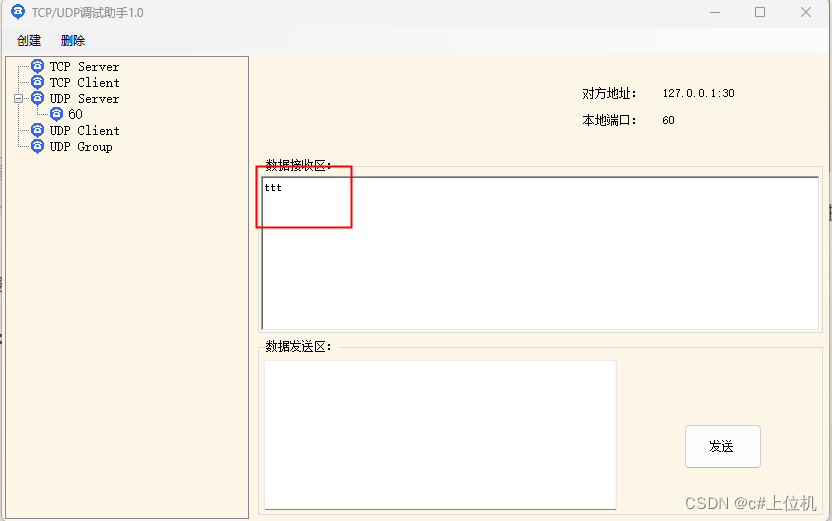 TCP/UDP调试助手1.0
创建 删除
TCP Server
TCP Client
UDP Server
60
UDP Client
UDP Group
对方地址： 127.0.0.1:30
本地端口： 60
数据接收区：
ttt
数据发送区：
发送
CSDN @c#上位机